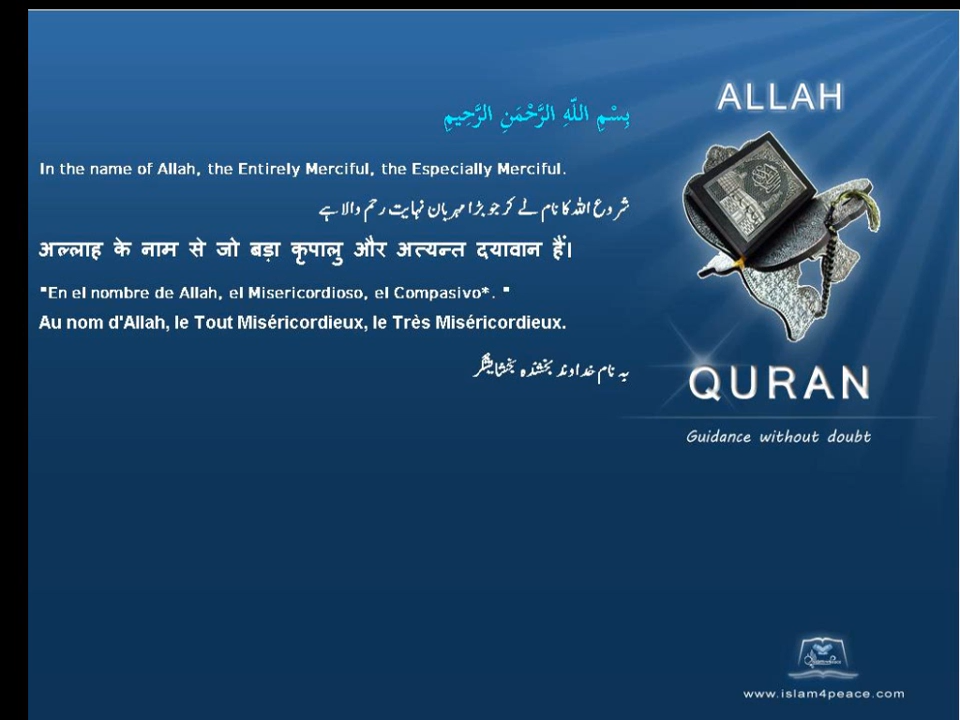 بِسْمِ اللّهِ الرَّحْمَنِ الرَّحِيمِ
In the name of Allah, the Entirely Merciful, the Especially Merciful.
شروع الله کا نام لے کر جو بڑا مہربان نہایت رحم والا ہے
अल्लाह के नाम से जो बड़ा कृपालु और अत्यन्त दयावान हैं।
"En el nombre de Allah, el Misericordioso, el Compasivo*. "
Au nom d'Allah, le Tout Miséricordieux, le Très Miséricordieux.
به نام خداوند بخشنده بخشایشگر
ALLAH
QURAN
Guidance without doubt
www.islam4peace.com